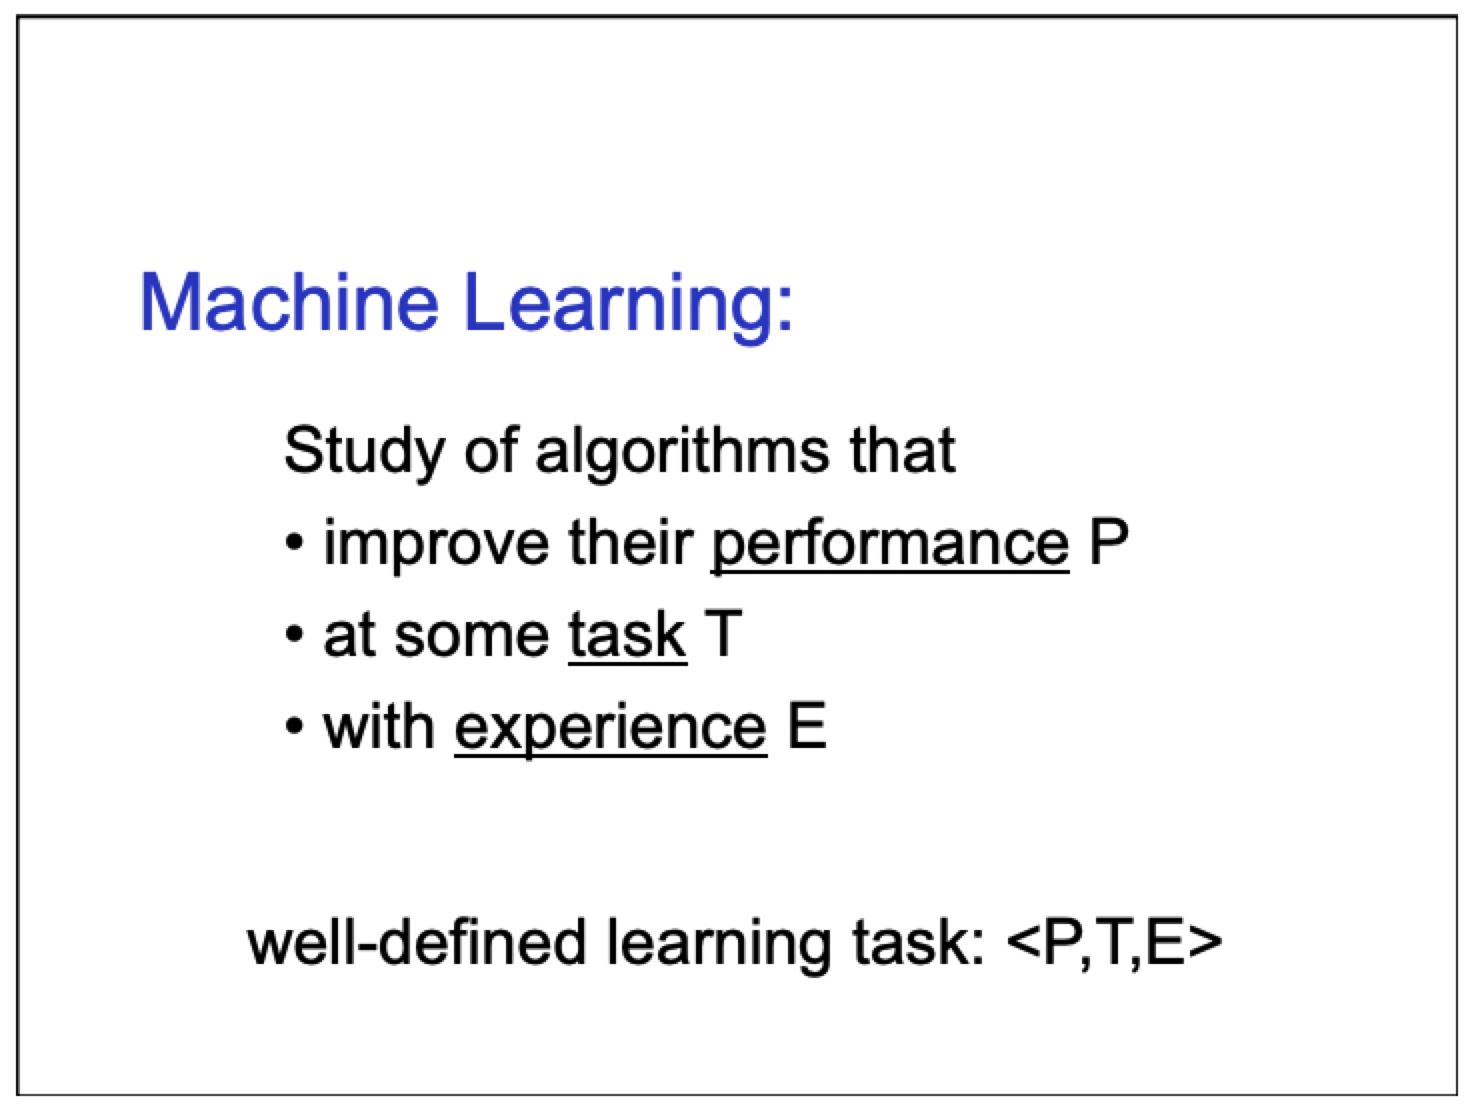 Machine Learning:
Study of algorithms that
• improve their performance P
• at some task T
• with experience E
well-defined learning task: <P,T,E>